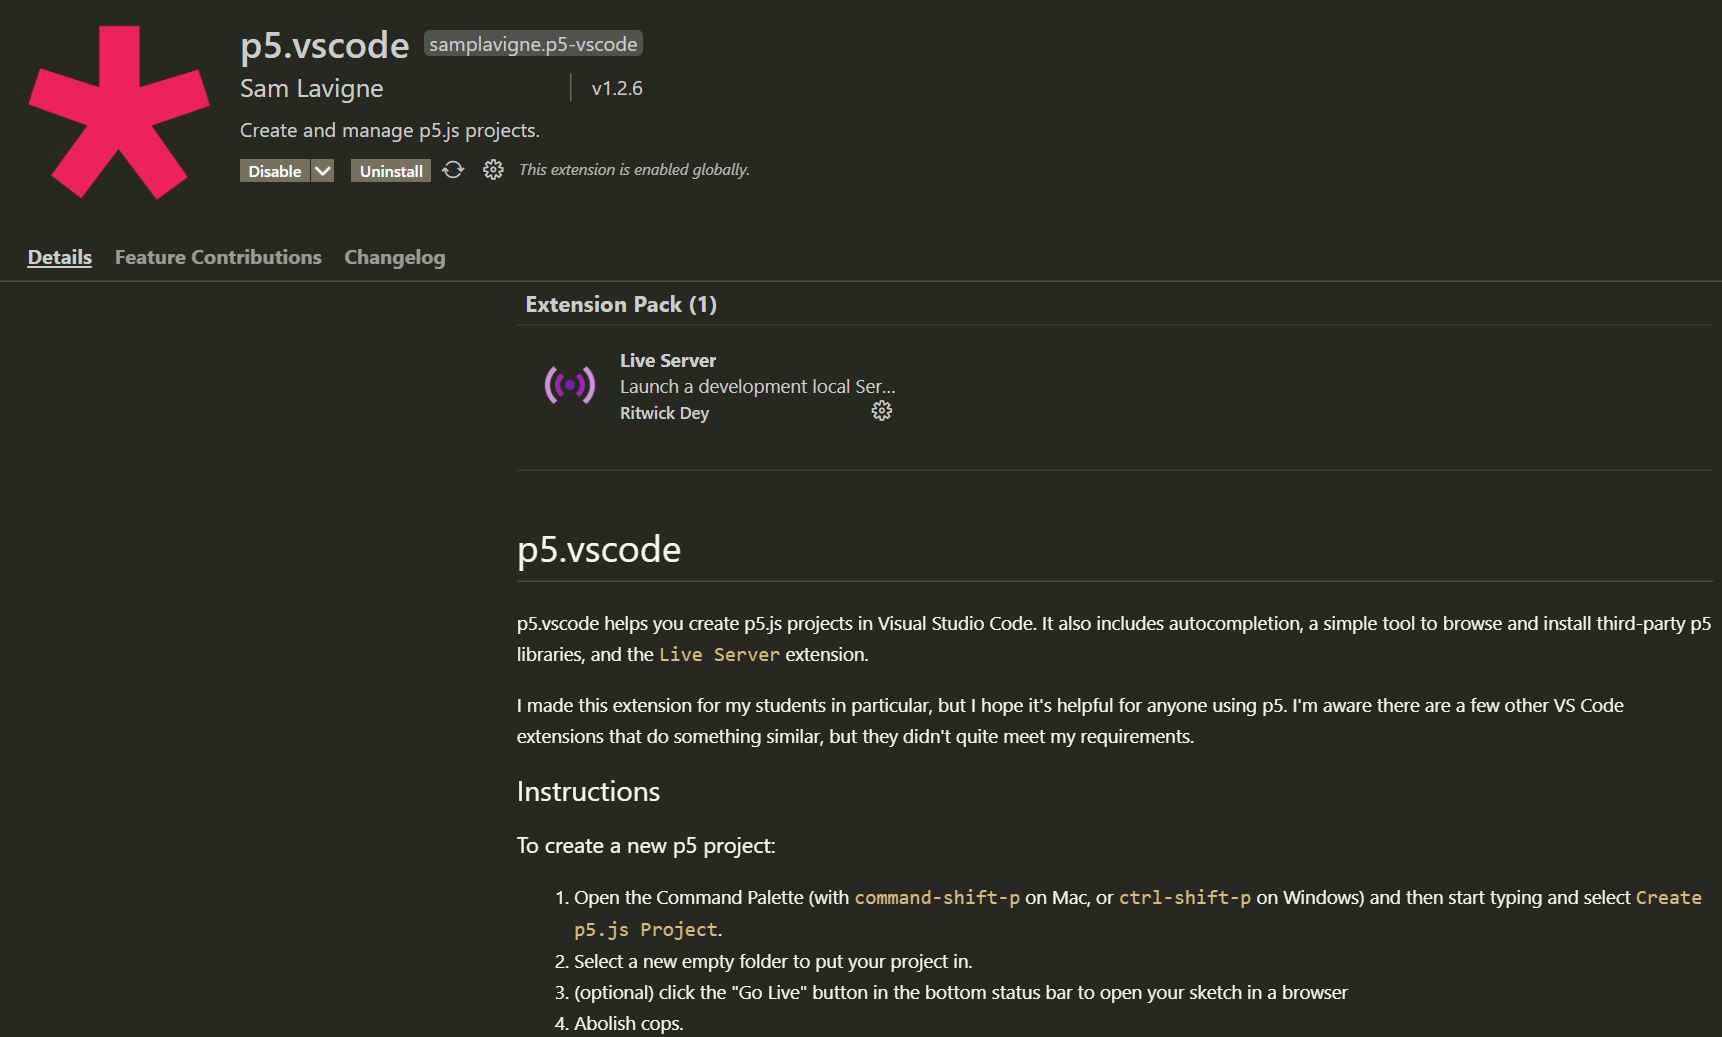 p5.vscode samplavigne.p5-vscode
Sam Lavigne v1.2.6
Create and manage p5.js projects.
Disable Uninstall This extension is enabled globally.
Details Feature Contributions Changelog
Extension Pack (1)
Live Server
Launch a development local Ser...
Ritwick Dey
p5.vscode
p5.vscode helps you create p5.js projects in Visual Studio Code. It also includes autocompletion, a simple tool to browse and install third-party p5
libraries, and the Live Server extension.
I made this extension for my students in particular, but I hope it's helpful for anyone using p5. I'm aware there are a few other VS Code
extensions that do something similar, but they didn't quite meet my requirements.
Instructions
To create a new p5 project:
1. Open the Command Palette (with command-shift-p on Mac, or ctrl-shift-p on Windows) and then start typing and select Create
p5.js Project.
2. Select a new empty folder to put your project in.
3. (optional) click the "Go Live" button in the bottom status bar to open your sketch in a browser
4. Abolish cops.